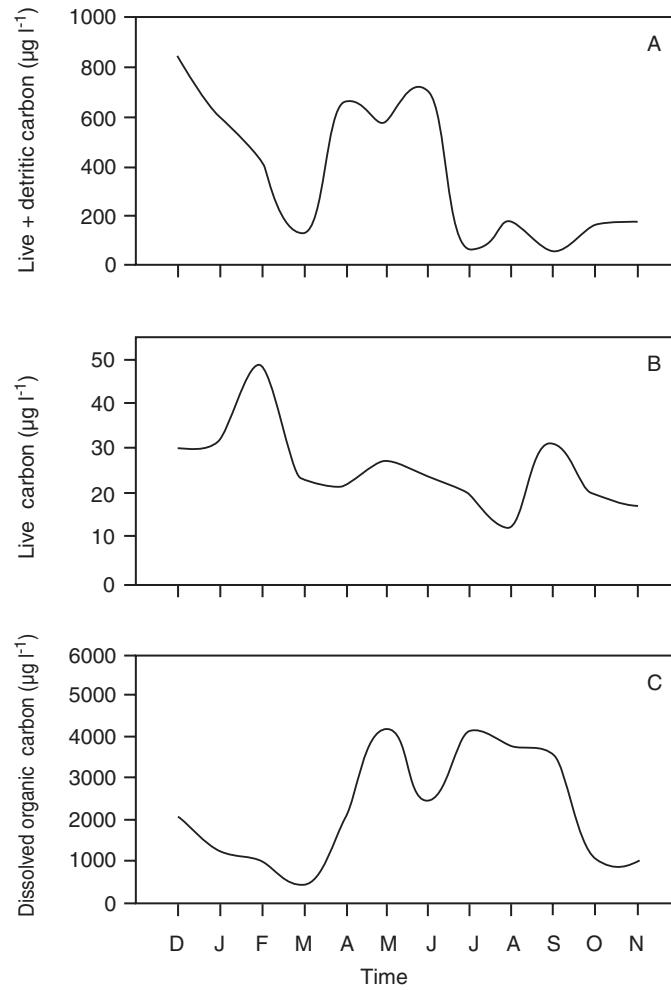 1000
800
600
400
200
0
Live + detritic carbon (µg l-1)
A
50
40
30
20
10
0
Live carbon (µg l-1)
B
6000
5000
4000
3000
2000
1000
0
Dissolved organic carbon (µg l-1)
C
D J F M A M J J A S O N
Time